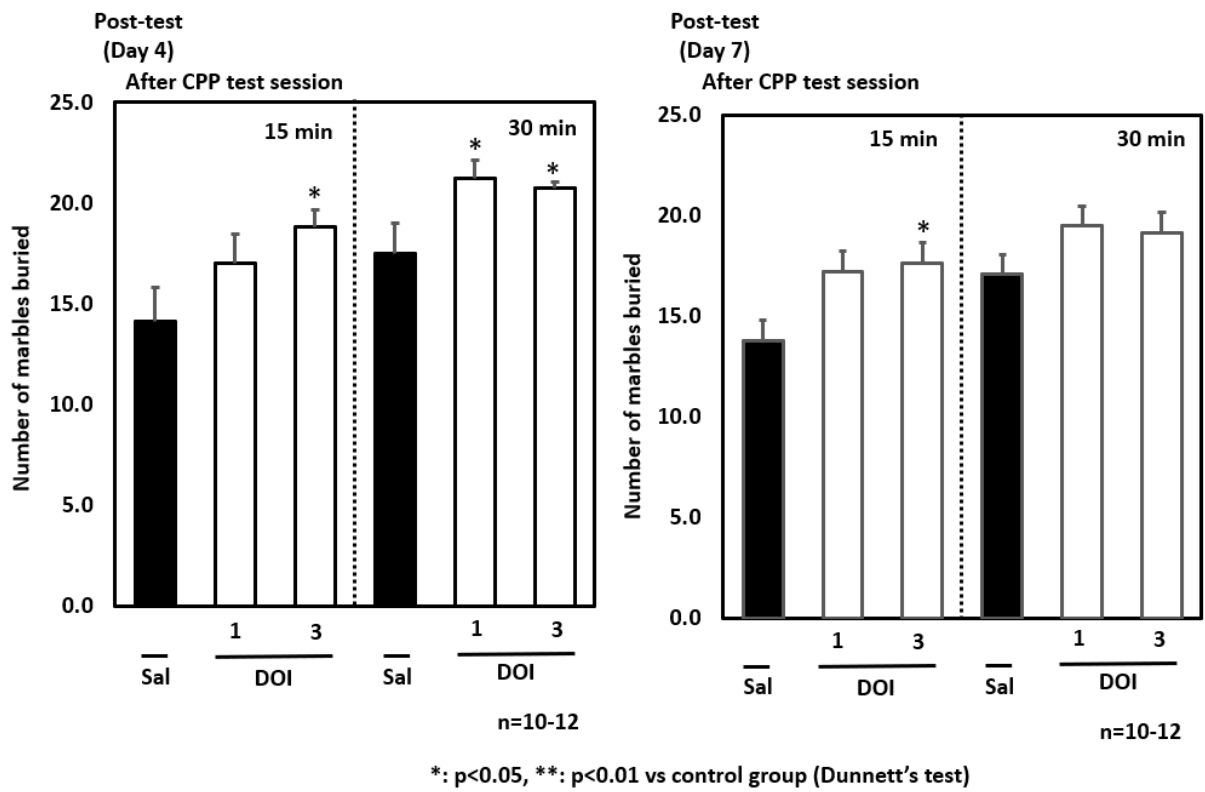 Post-test
(Day 4)
After CPP test session
25.0
20.0
15.0
10.0
5.0
0.0
Number of marbles buried
15 min
30 min
*
*
*
1
3
1
3
Sal
DOI
Sal
DOI
n=10-12
Post-test
(Day 7)
After CPP test session
25.0
20.0
15.0
10.0
5.0
0.0
Number of marbles buried
15 min
30 min
*
1
3
1
3
Sal
DOI
Sal
DOI
n=10-12
*: p<0.05, **: p<0.01 vs control group (Dunnett’s test)